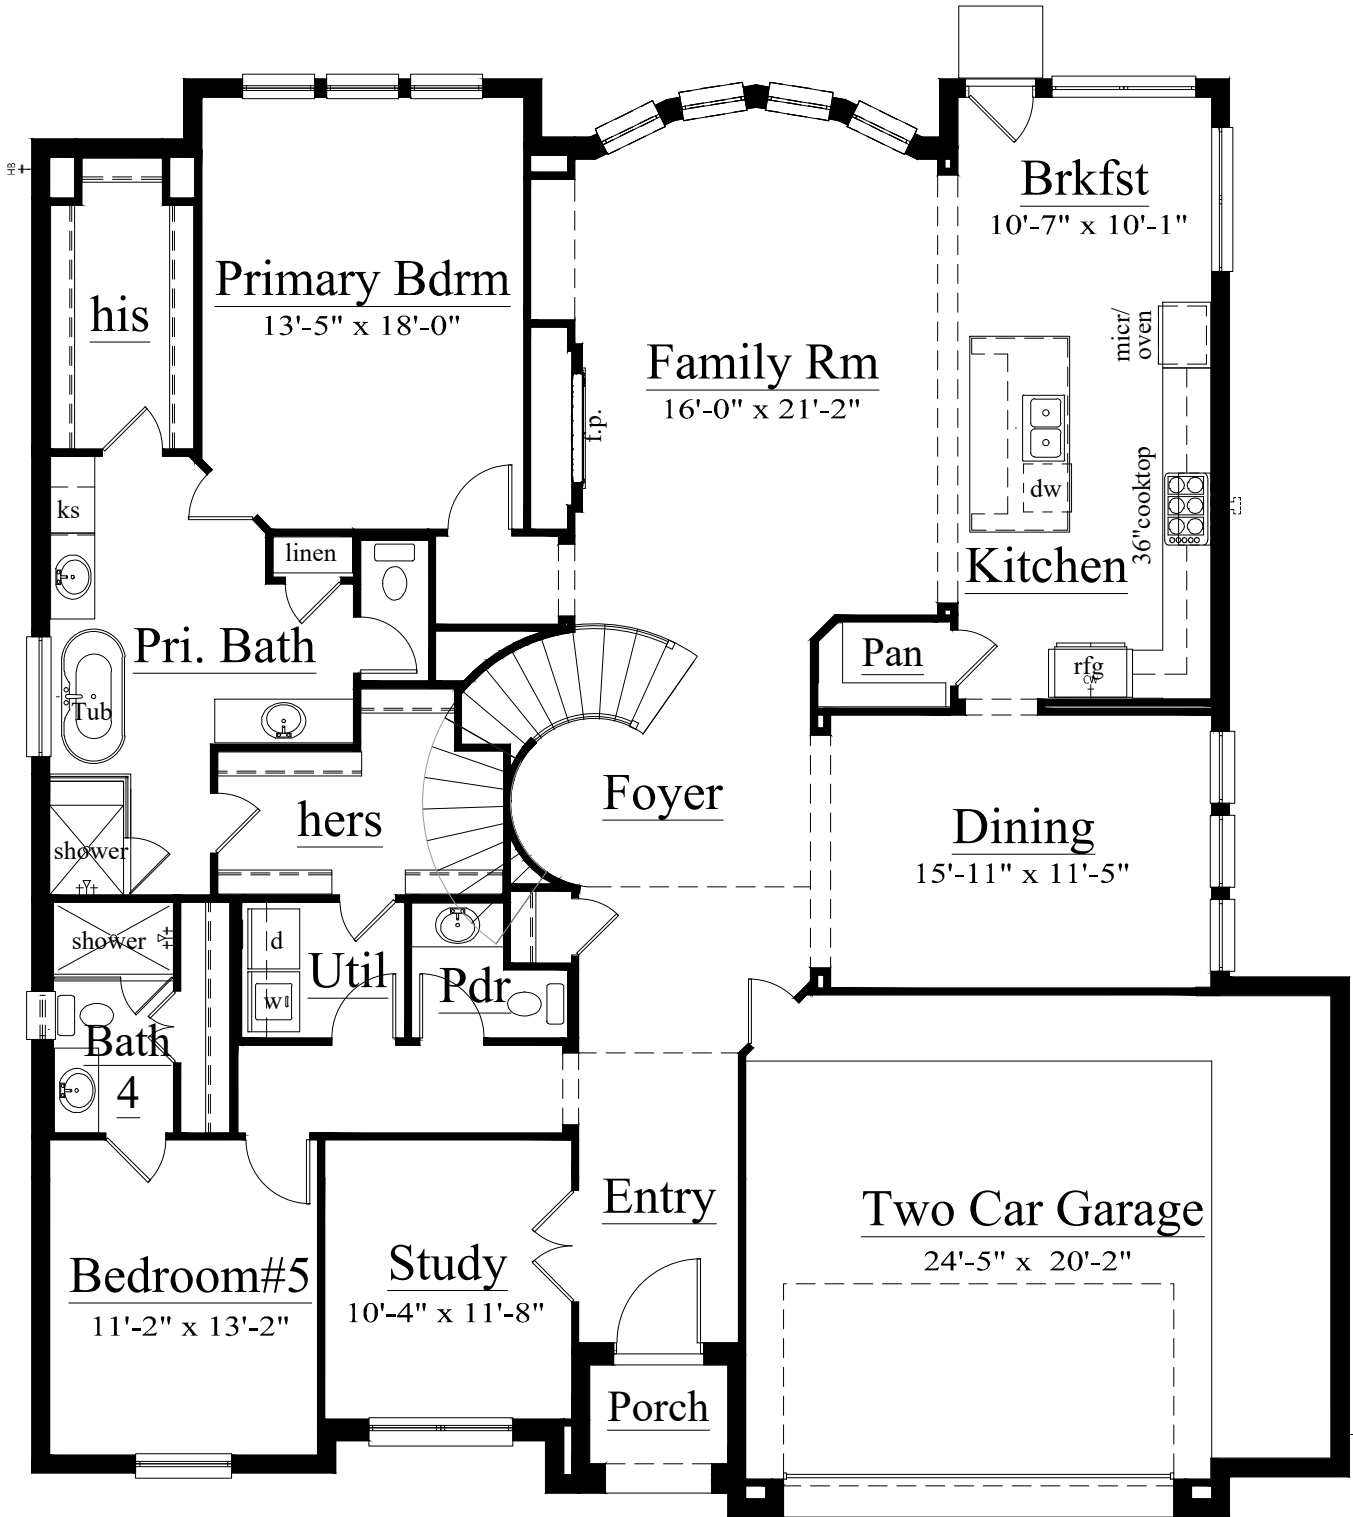 HB
Brkfst
10'-7" x 10'-1"
Primary Bdrm
13'-5" x 18'-0"
his
micr/
oven
Family Rm
16'-0" x 21'-2"
f.p.
ks
dw
36"cooktop
linen
Kitchen
Pri. Bath
Pan
rfg
CW
Tub
Foyer
hers
Dining
15'-11" x 11'-5"
shower
shower
d
Util
w
Pdr
Bath
4
Entry
Two Car Garage
24'-5" x 20'-2"
Study
10'-4" x 11'-8"
Bedroom#5
11'-2" x 13'-2"
Porch